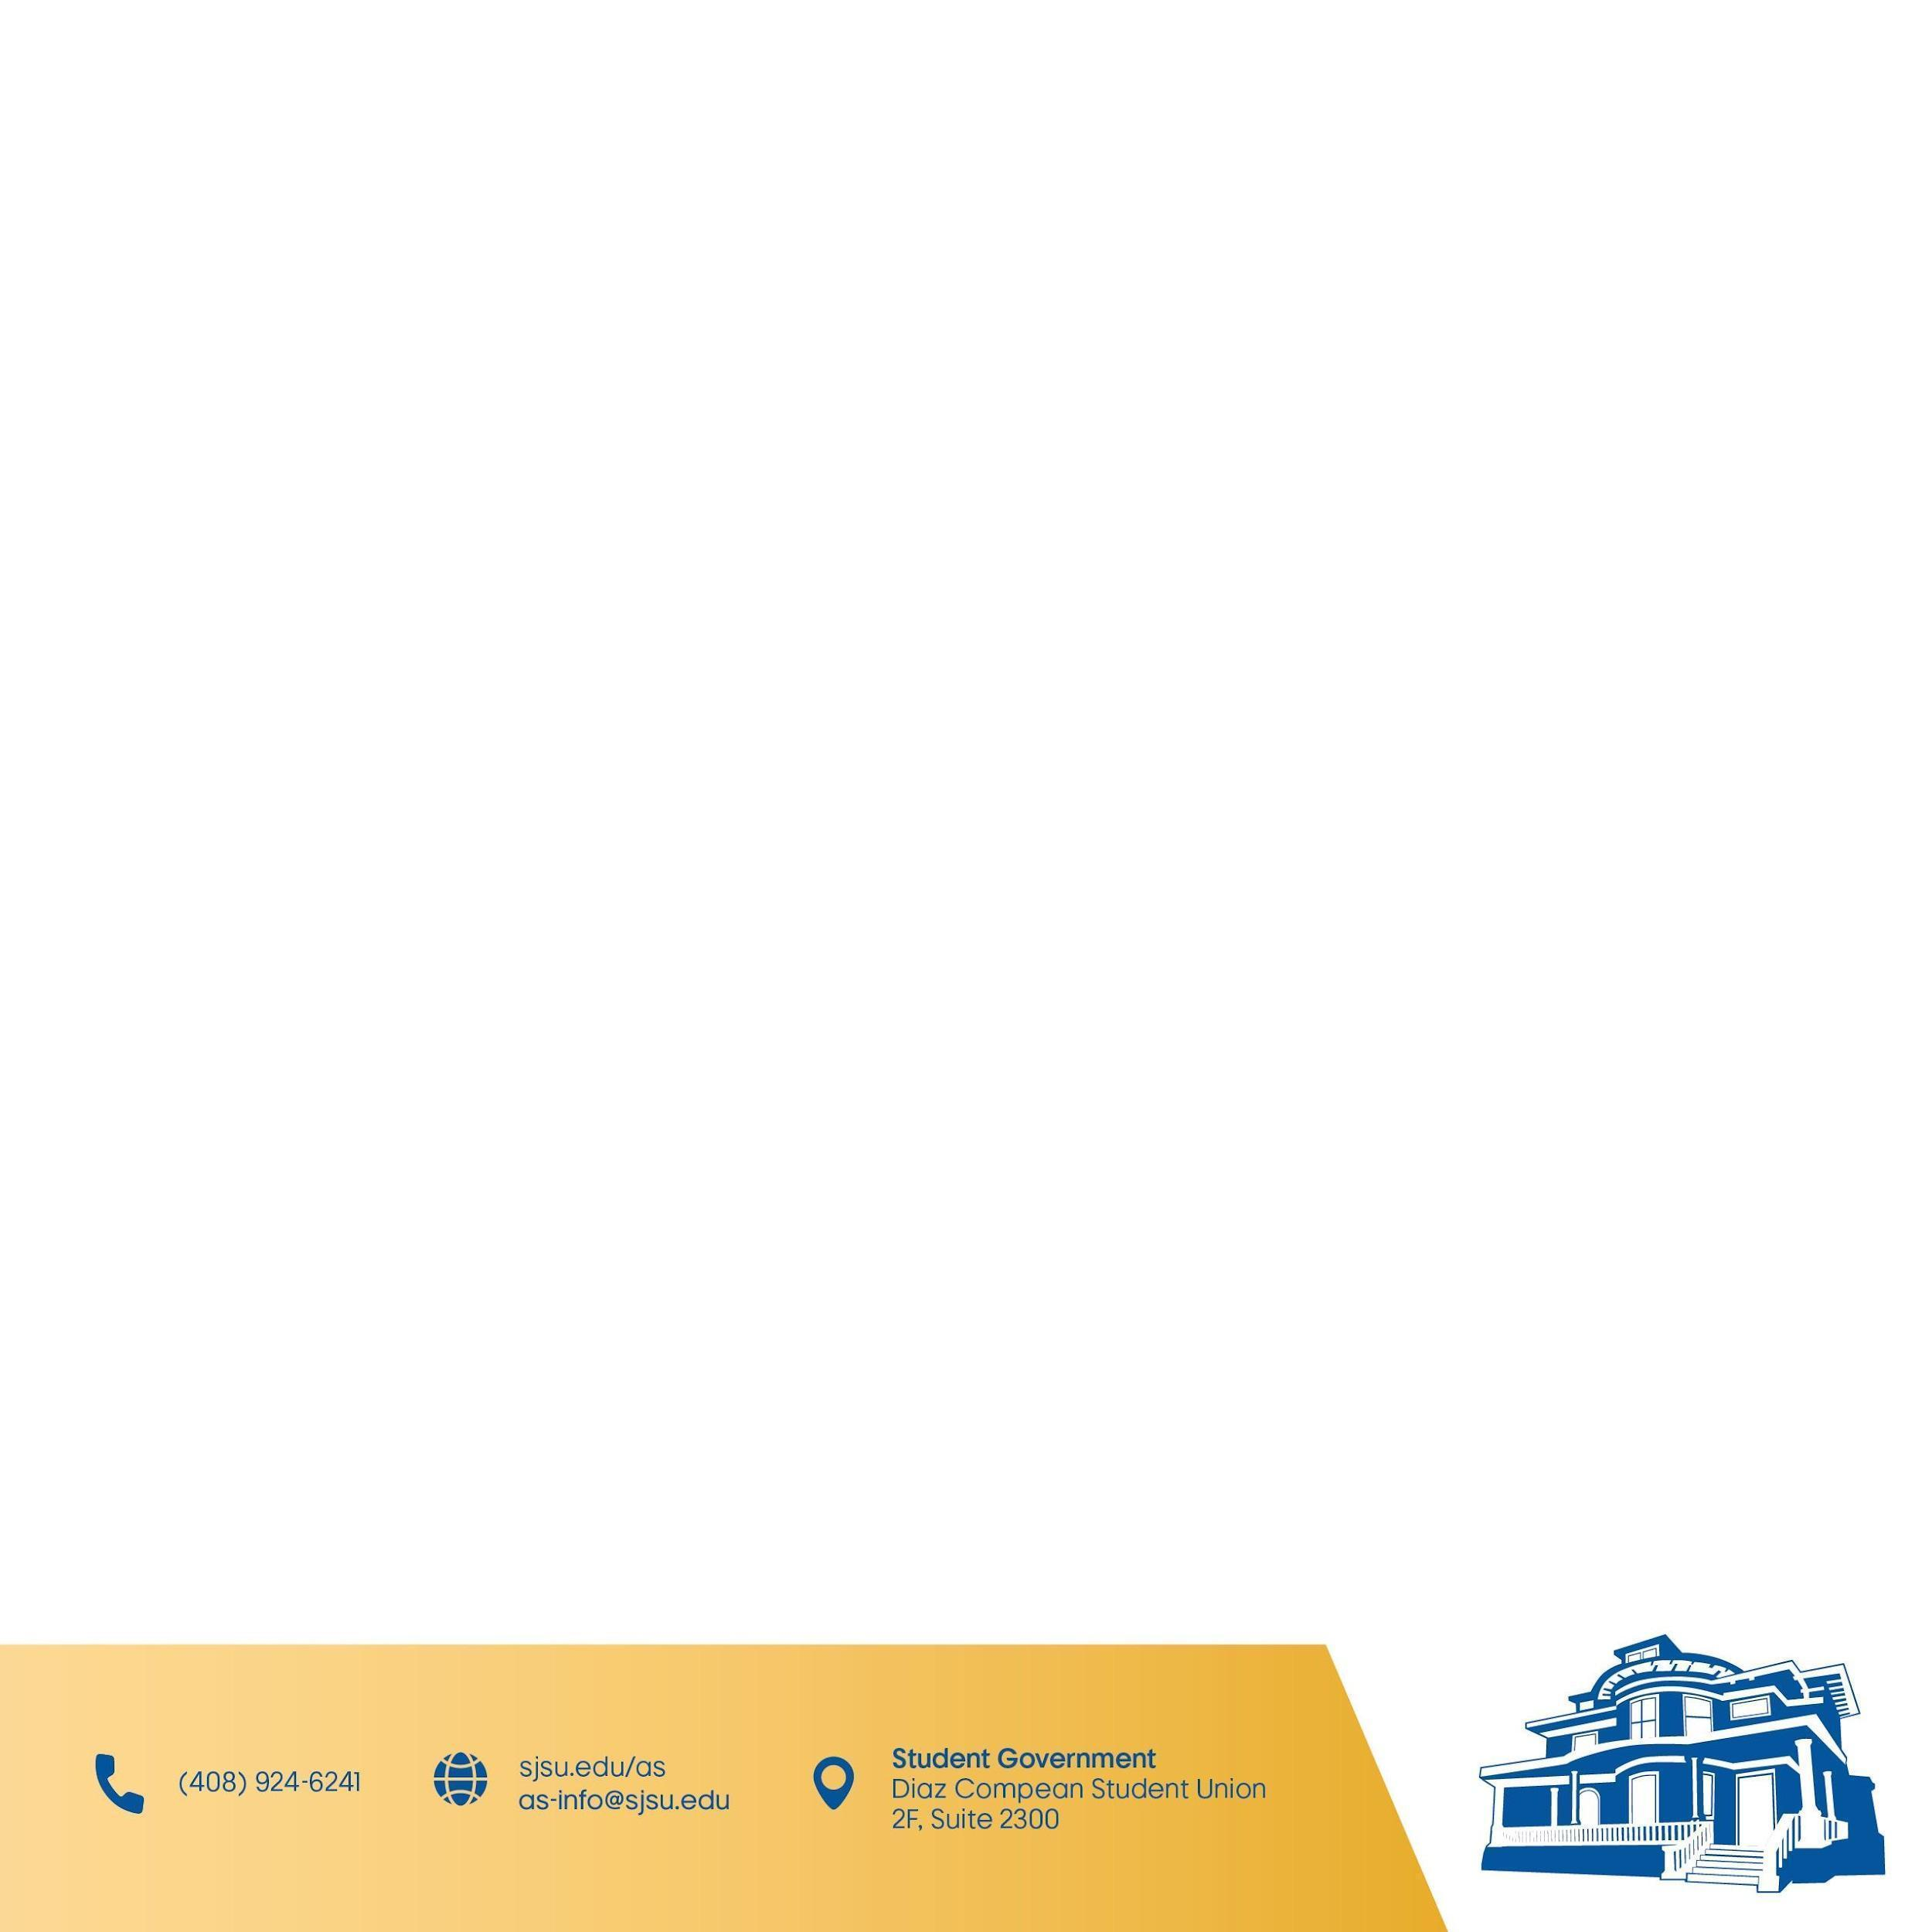 (408) 924-6241
sjsu.edu/as
as-info@sjsu.edu
Student Government
Diaz Compean Student Union
2F, Suite 2300